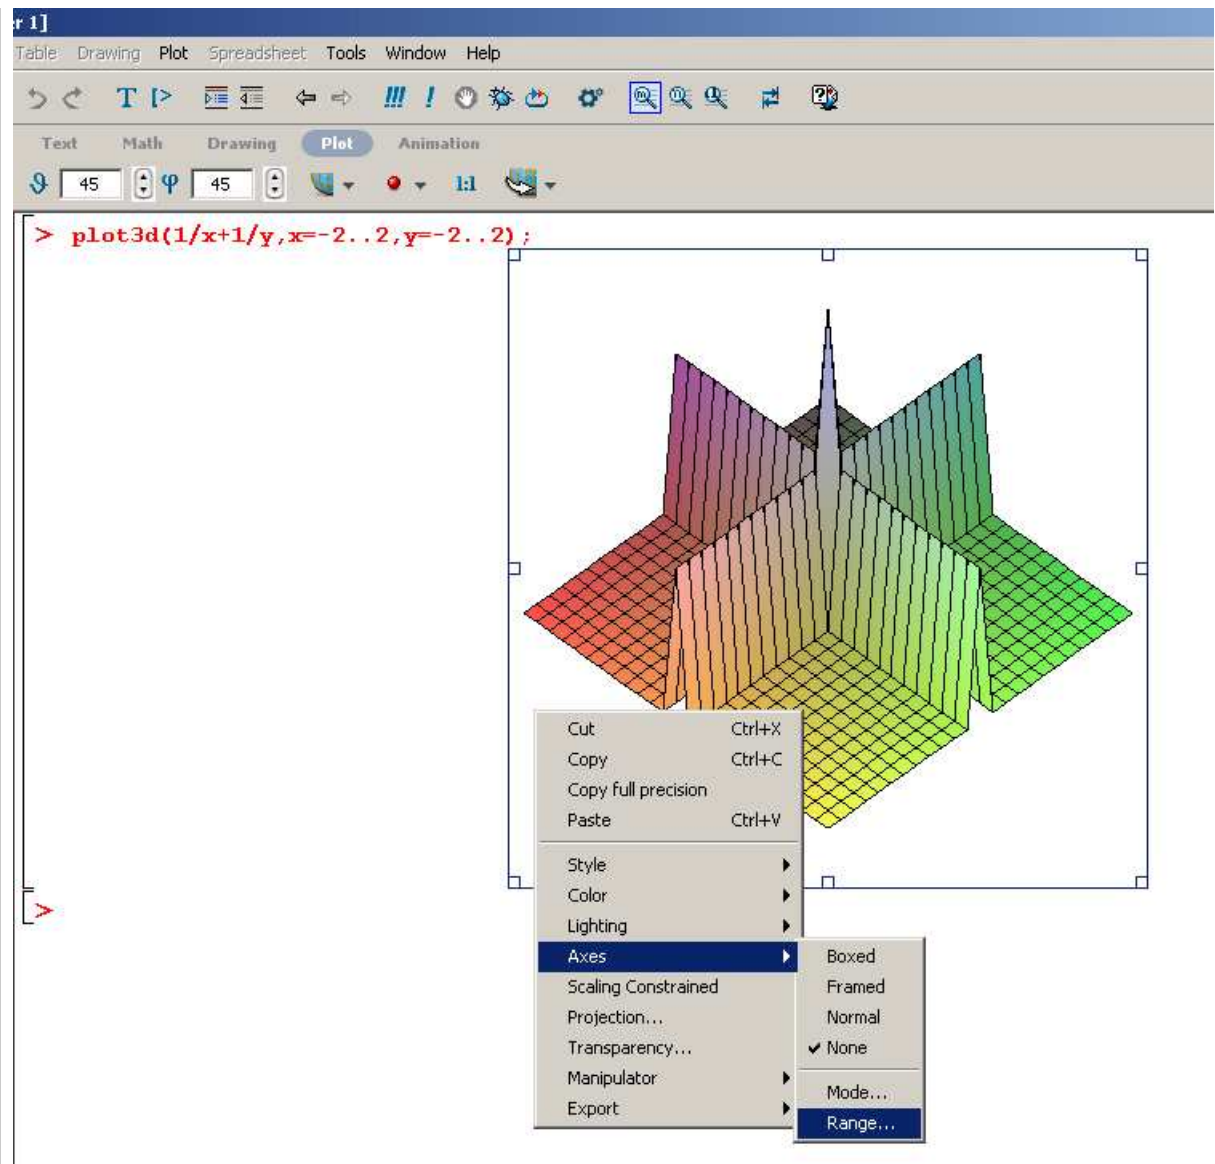 r 1]
Table Drawing Plot Spreadsheet Tools Window Help
T [> !!! !
Text Math Drawing Plot Animation
ϑ 45 φ 45 1:1
> plot3d(1/x+1/y,x=-2..2,y=-2..2);
>
Cut Ctrl+X
Copy Ctrl+C
Copy full precision
Paste Ctrl+V
Style
Color
Lighting
Axes Boxed
Scaling Constrained Framed
Projection... Normal
Transparency... None
Manipulator Mode...
Export Range...